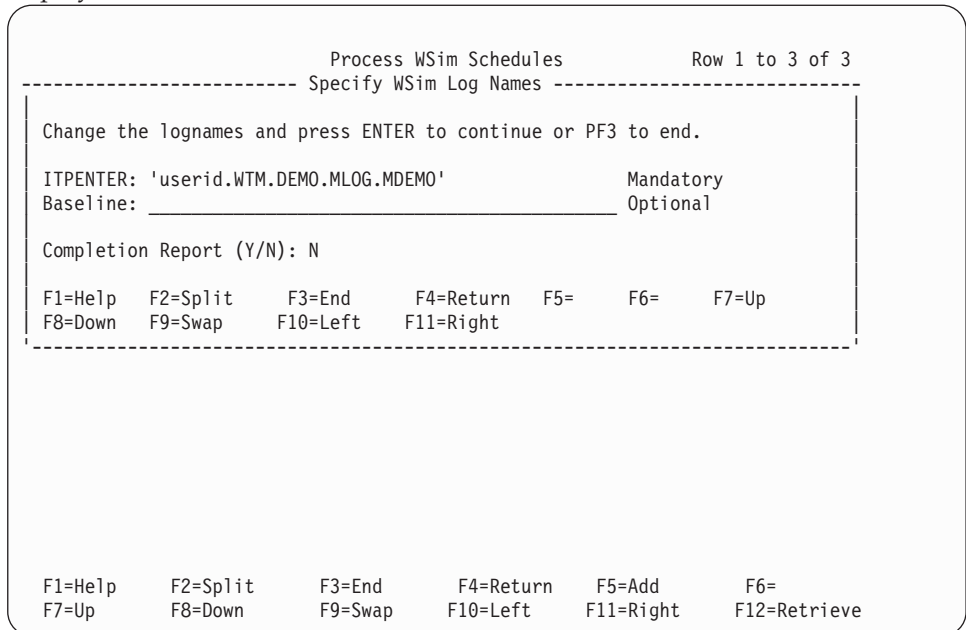 Process WSim Schedules Row 1 to 3 of 3
-------------------------- Specify WSim Log Names -----------------------------
Change the lognames and press ENTER to continue or PF3 to end.
ITPENTER: 'userid.WTM.DEMO.MLOG.MDEMO' Mandatory
Baseline: ____________________________________________ Optional
Completion Report (Y/N): N
F1=Help F2=Split F3=End F4=Return F5= F6= F7=Up
F8=Down F9=Swap F10=Left F11=Right
F1=Help F2=Split F3=End F4=Return F5=Add F6=
F7=Up F8=Down F9=Swap F10=Left F11=Right F12=Retrieve